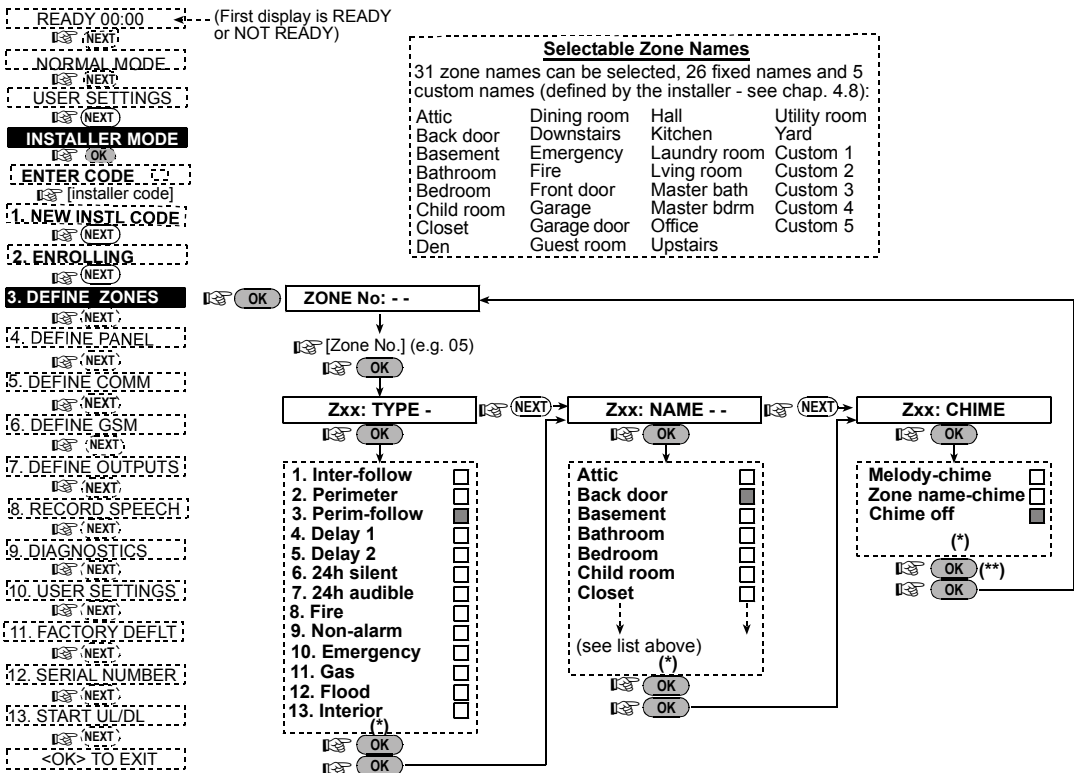 READY 00:00
(First display is READY
or NOT READY)
NEXT
NORMAL MODE
NEXT
USER SETTINGS
NEXT
INSTALLER MODE
OK
ENTER CODE
[installer code]
1. NEW INSTL CODE
NEXT
2. ENROLLING
NEXT
3. DEFINE ZONES
NEXT
4. DEFINE PANEL
NEXT
5. DEFINE COMM
NEXT
6. DEFINE GSM
NEXT
7. DEFINE OUTPUTS
NEXT
8. RECORD SPEECH
NEXT
9. DIAGNOSTICS
NEXT
10. USER SETTINGS
NEXT
11. FACTORY DEFLT
NEXT
12. SERIAL NUMBER
NEXT
13. START UL/DL
NEXT
<OK> TO EXIT
Selectable Zone Names
31 zone names can be selected, 26 fixed names and 5
custom names (defined by the installer - see chap. 4.8):
Attic Dining room Hall Utility room
Back door Downstairs Kitchen Yard
Basement Emergency Laundry room Custom 1
Bathroom Fire Lving room Custom 2
Bedroom Front door Master bath Custom 3
Child room Garage Master bdrm Custom 4
Closet Garage door Office Custom 5
Den Guest room Upstairs
OK
ZONE No: - -
[Zone No.] (e.g. 05)
OK
Zxx: TYPE -
OK
1. Inter-follow
2. Perimeter
3. Perim-follow
4. Delay 1
5. Delay 2
6. 24h silent
7. 24h audible
8. Fire
9. Non-alarm
10. Emergency
11. Gas
12. Flood
13. Interior
(*)
OK
OK
NEXT
Zxx: NAME - -
OK
Attic
Back door
Basement
Bathroom
Bedroom
Child room
Closet
(see list above)
(*)
OK
OK
NEXT
Zxx: CHIME
OK
Melody-chime
Zone name-chime
Chime off
(*)
OK (**)
OK